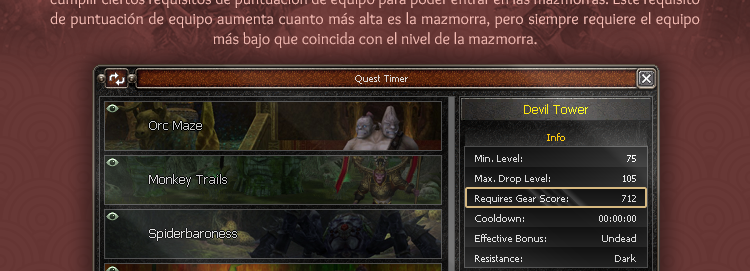 cumplir ciertos requisitos de puntuación de equipo para poder entrar en las mazmorras. Este requisito
de puntuación de equipo aumenta cuanto más alta es la mazmorra, pero siempre requiere el equipo
más bajo que coincida con el nivel de la mazmorra.
Quest Timer
Orc Maze
Monkey Trails
Spiderbaroness
Devil Tower
Info
Min. Level: 75
Max. Drop Level: 105
Requires Gear Score: 712
Cooldown: 00:00:00
Effective Bonus: Undead
Resistance: Dark